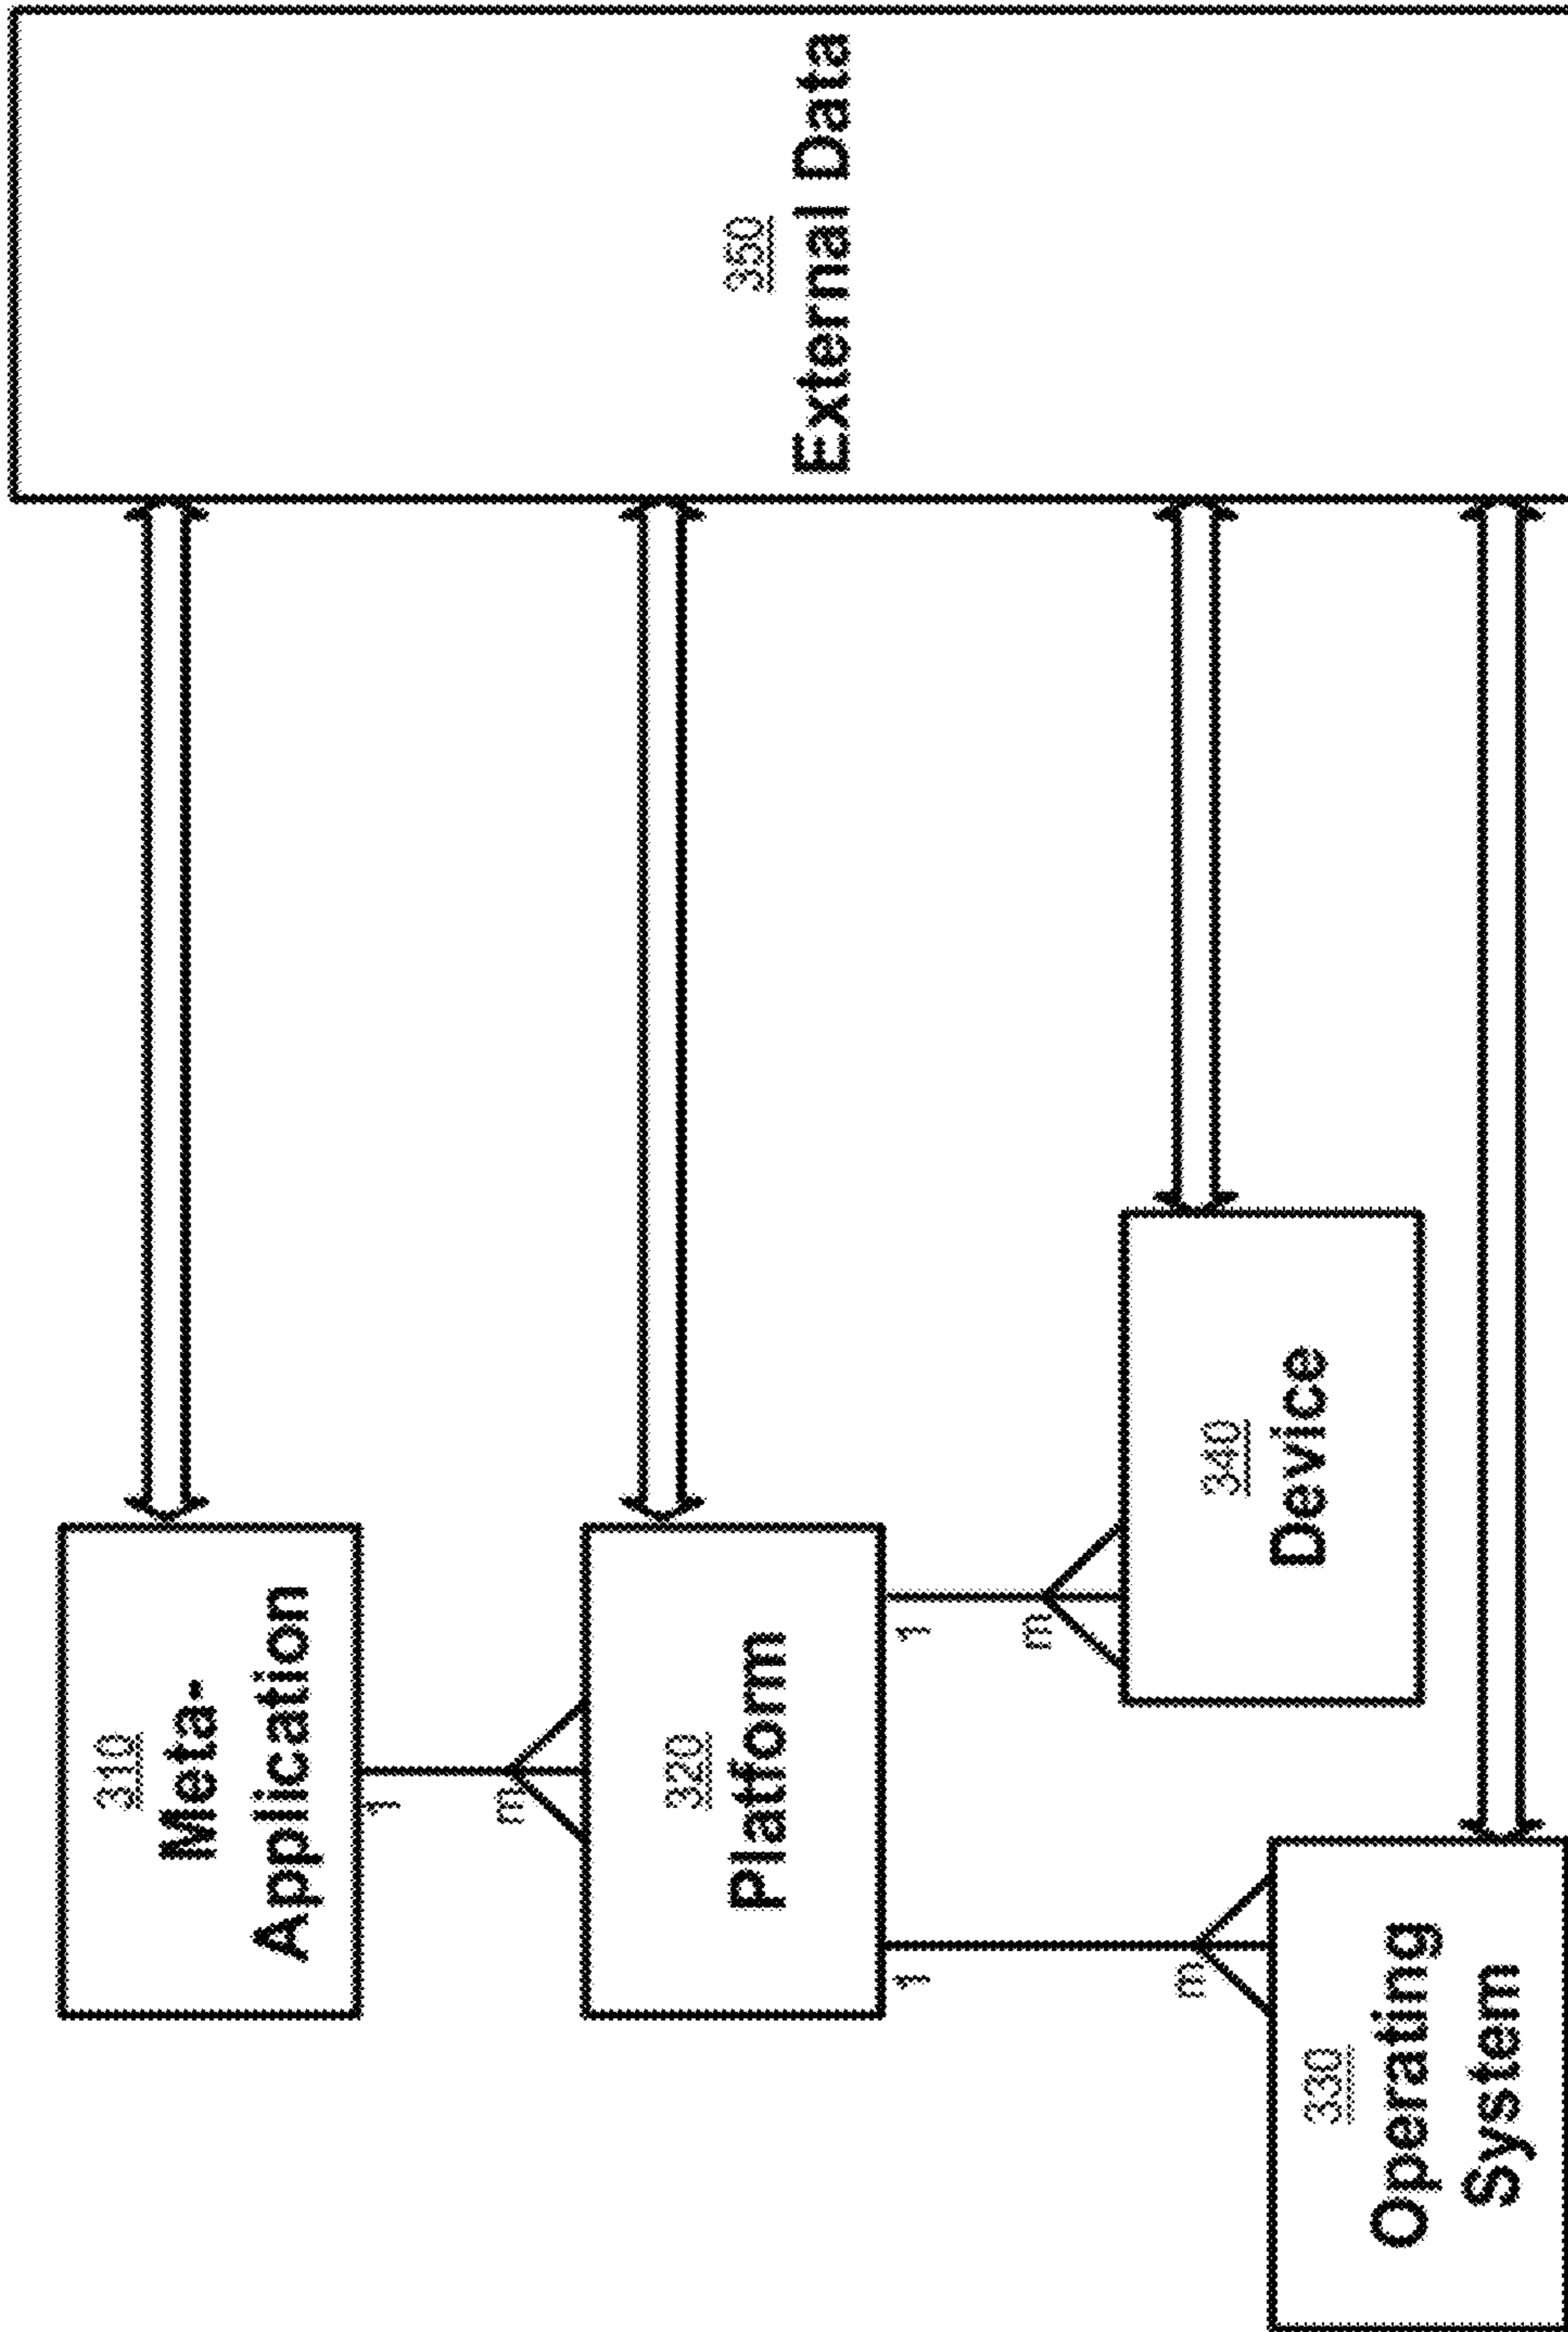 310
Meta-
Application
1
m
320
Platform
1
m
1
m
330
Operating
System
340
Device
350
External Data